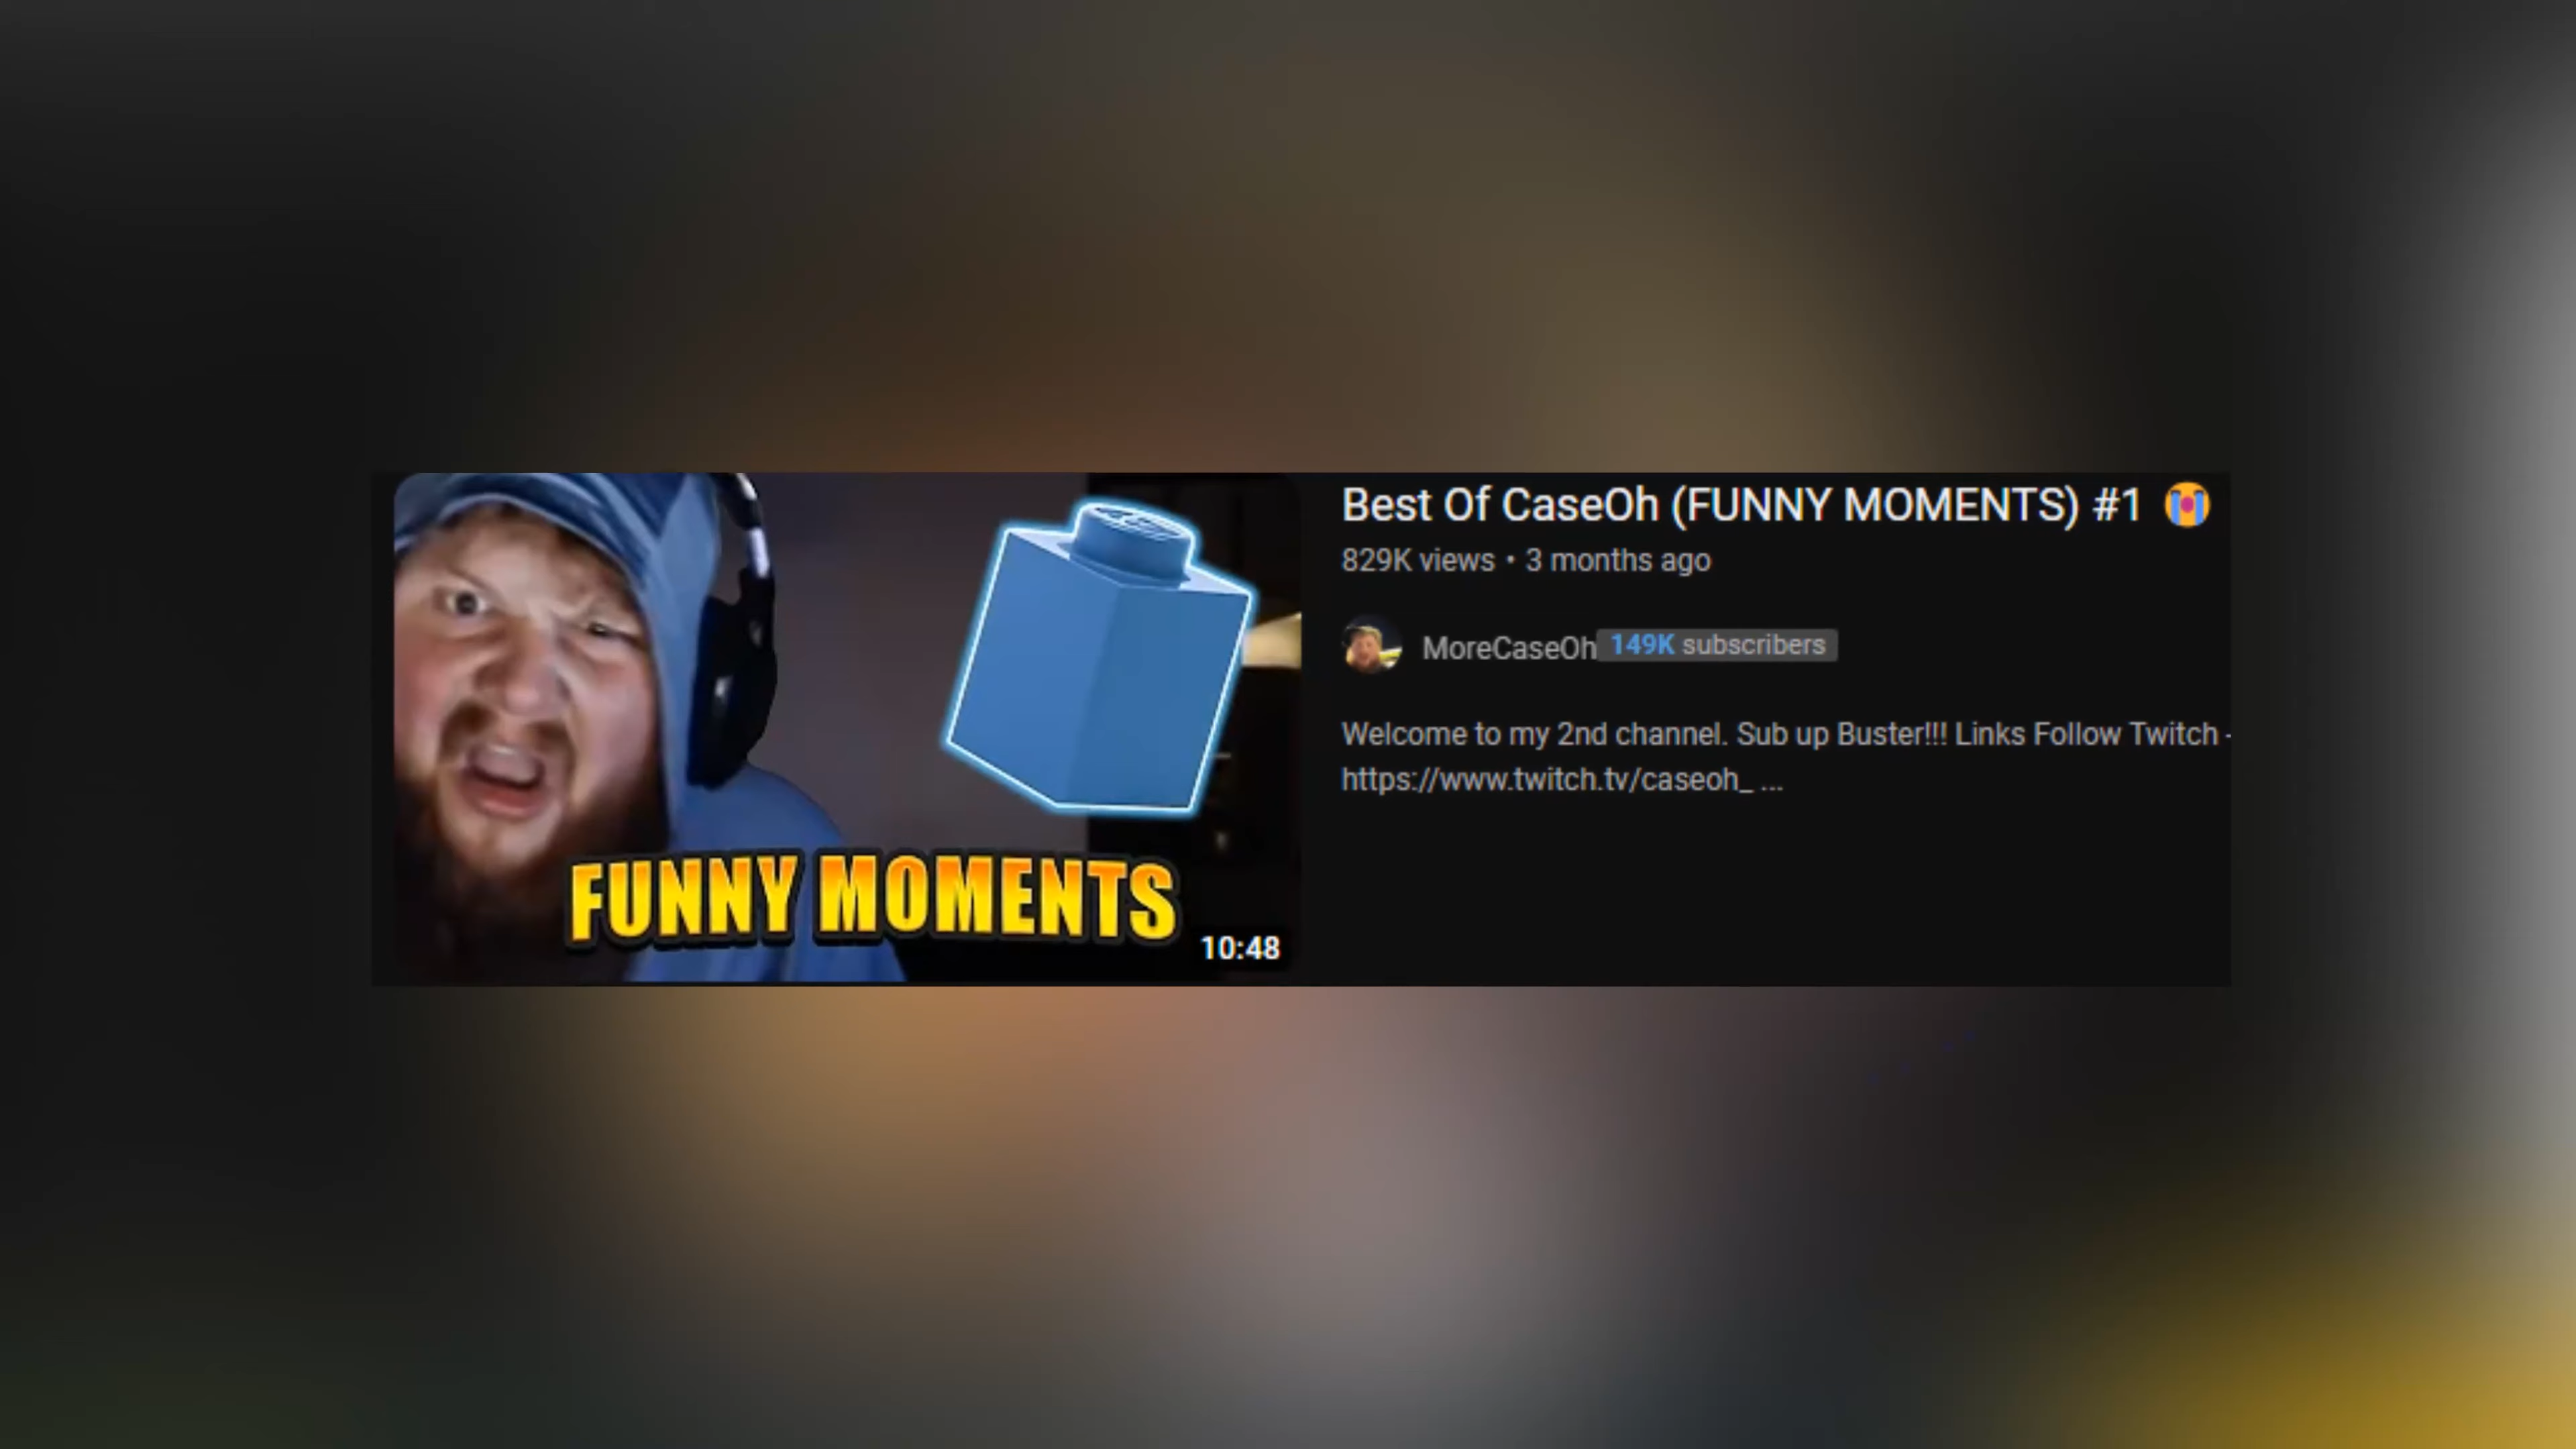 FUNNY MOMENTS
10:48
Best Of CaseOh (FUNNY MOMENTS) #1 😭
829K views • 3 months ago
MoreCaseOh 149K subscribers
Welcome to my 2nd channel. Sub up Buster!!! Links Follow Twitch -
https://www.twitch.tv/caseoh_ ...